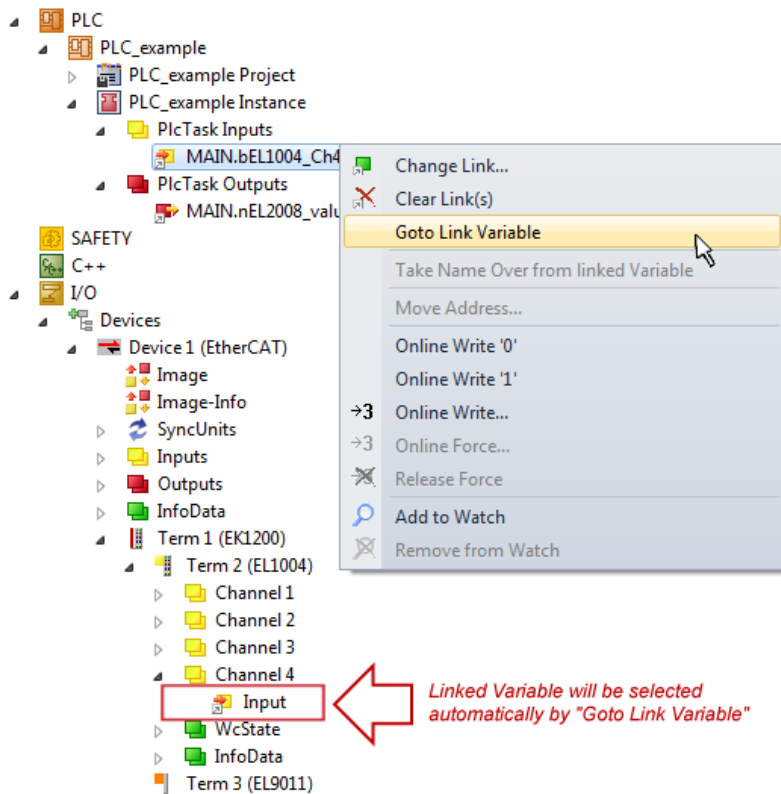 PLC
PLC_example
PLC_example Project
PLC_example Instance
PlcTask Inputs
MAIN.bEL1004_Ch4
PlcTask Outputs
MAIN.nEL2008_valu
SAFETY
C++
I/O
Devices
Device 1 (EtherCAT)
Image
Image-Info
SyncUnits
Inputs
Outputs
InfoData
Term 1 (EK1200)
Term 2 (EL1004)
Channel 1
Channel 2
Channel 3
Channel 4
Input
WcState
InfoData
Term 3 (EL9011)
Change Link...
Clear Link(s)
Goto Link Variable
Take Name Over from linked Variable
Move Address...
Online Write '0'
Online Write '1'
→3 Online Write...
→3 Online Force...
Release Force
Add to Watch
Remove from Watch
Linked Variable will be selected
automatically by "Goto Link Variable"